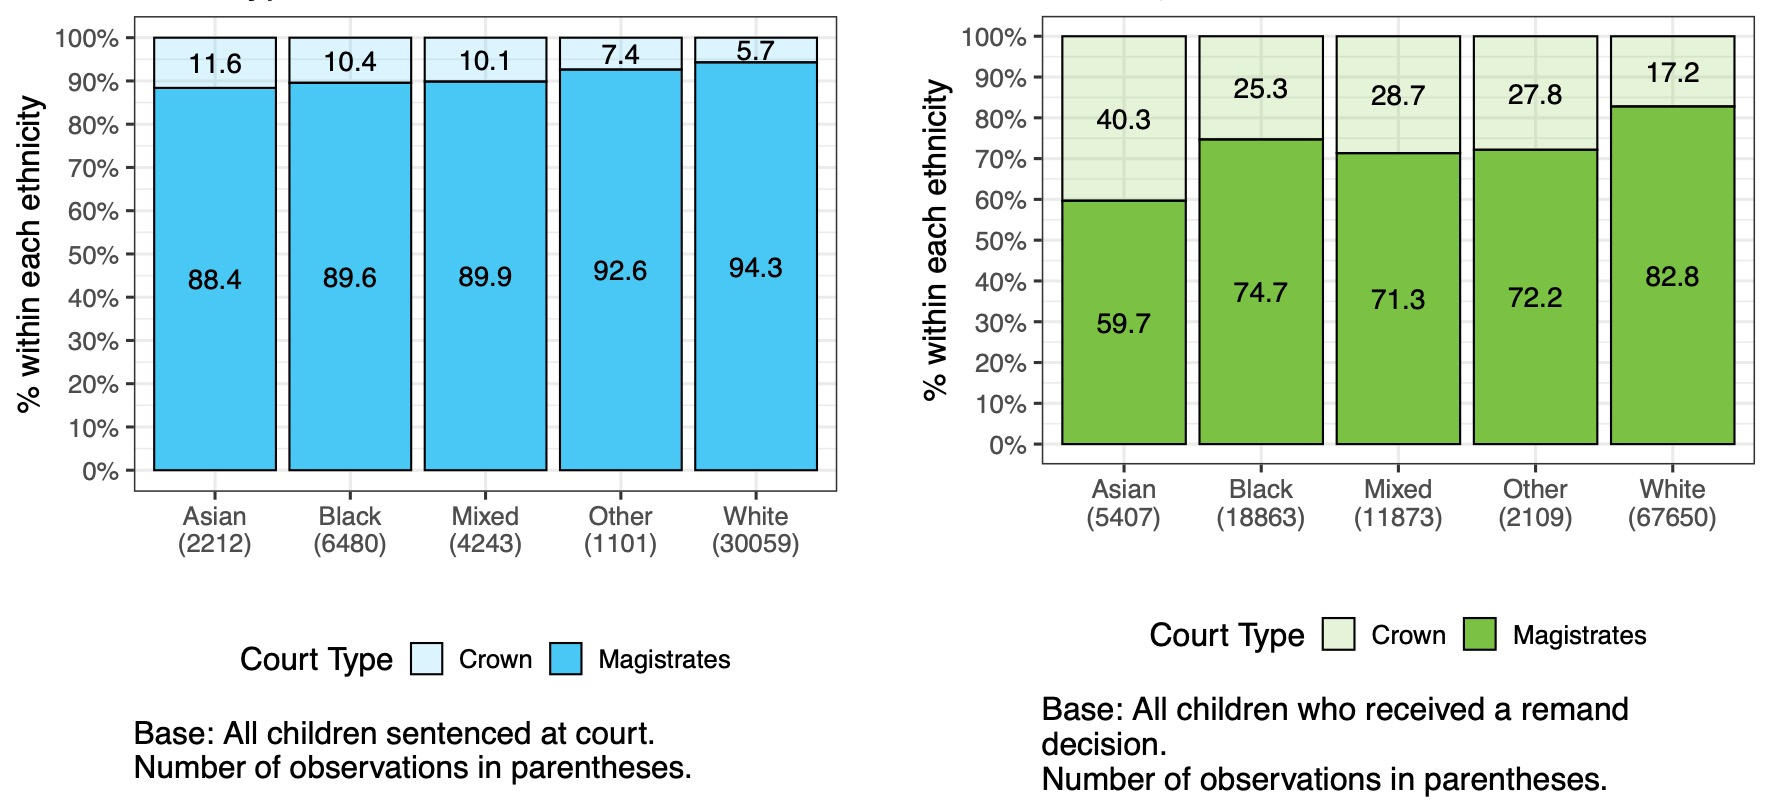 % within each ethnicity
100%
90%
80%
70%
60%
50%
40%
30%
20%
10%
0%
11.6
10.4
10.1
7.4
5.7
88.4
89.6
89.9
92.6
94.3
Asian
(2212)
Black
(6480)
Mixed
(4243)
Other
(1101)
White
(30059)
Court Type Crown Magistrates
Base: All children sentenced at court.
Number of observations in parentheses.
% within each ethnicity
100%
90%
80%
70%
60%
50%
40%
30%
20%
10%
0%
40.3
25.3
28.7
27.8
17.2
59.7
74.7
71.3
72.2
82.8
Asian
(5407)
Black
(18863)
Mixed
(11873)
Other
(2109)
White
(67650)
Court Type Crown Magistrates
Base: All children who received a remand
decision.
Number of observations in parentheses.